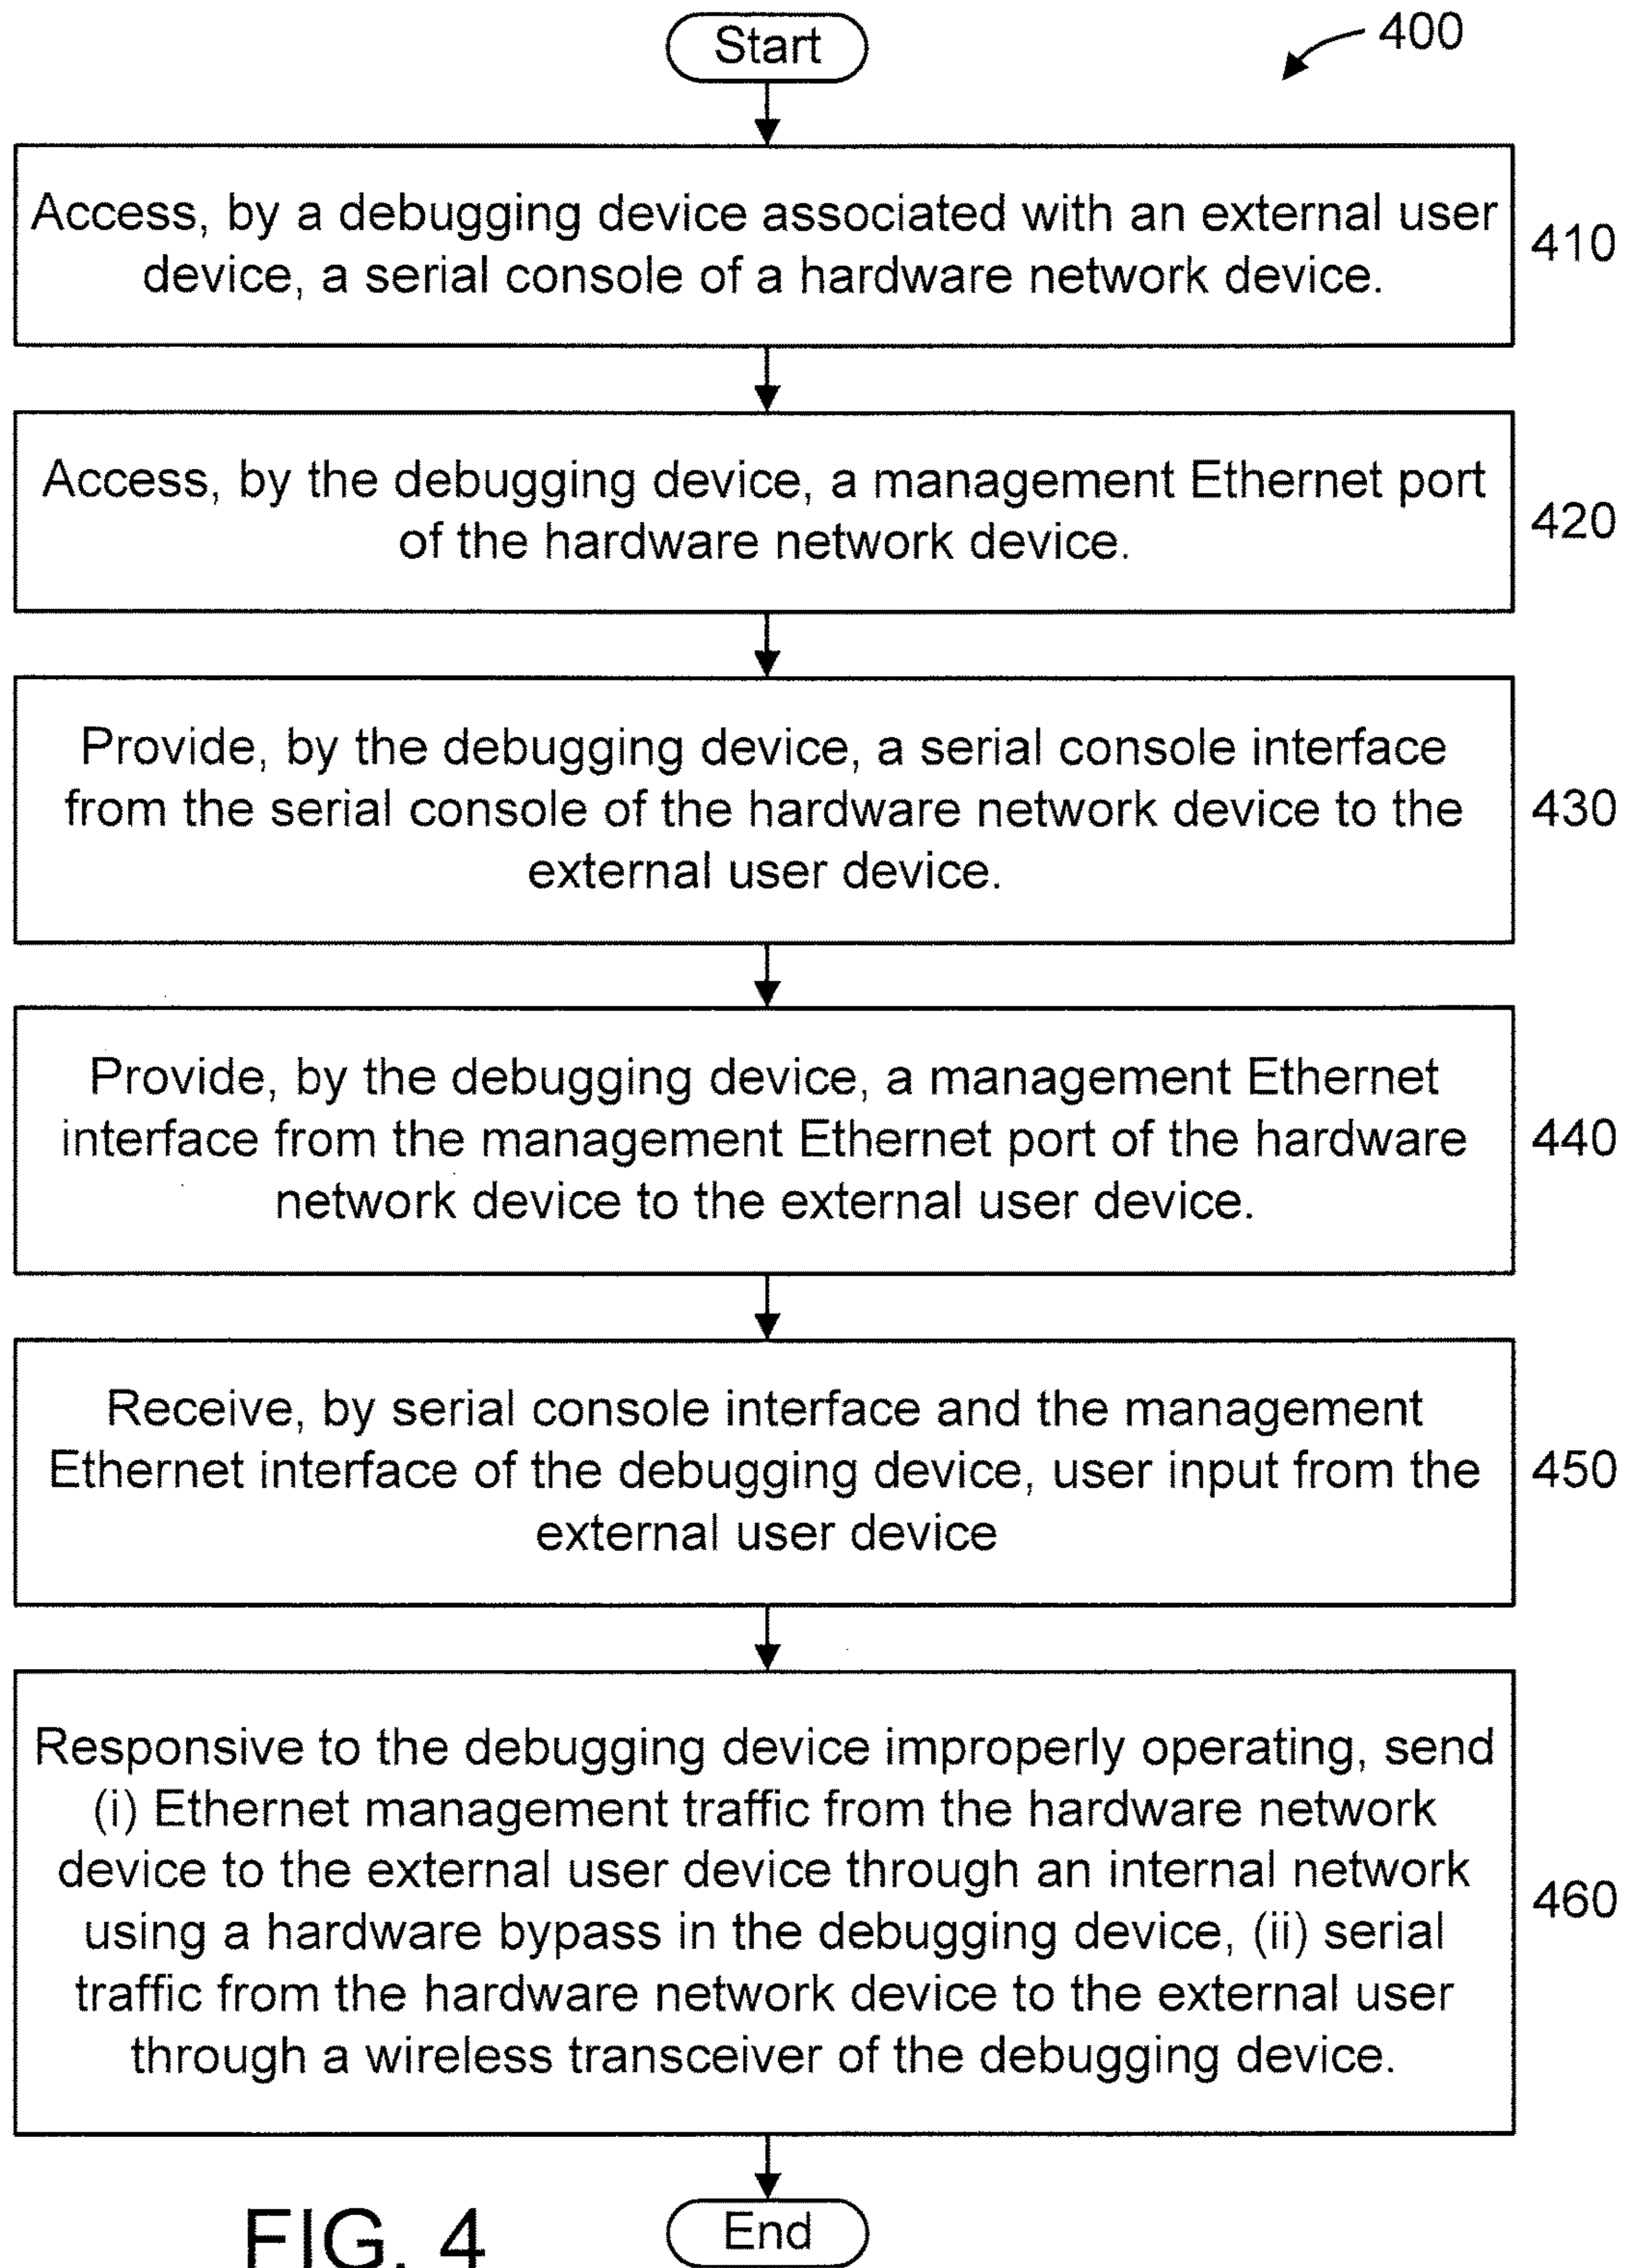 Start
400
Access, by a debugging device associated with an external user
device, a serial console of a hardware network device.
410
Access, by the debugging device, a management Ethernet port
of the hardware network device.
420
Provide, by the debugging device, a serial console interface
from the serial console of the hardware network device to the
external user device.
430
Provide, by the debugging device, a management Ethernet
interface from the management Ethernet port of the hardware
network device to the external user device.
440
Receive, by serial console interface and the management
Ethernet interface of the debugging device, user input from the
external user device
450
Responsive to the debugging device improperly operating, send
(i) Ethernet management traffic from the hardware network
device to the external user device through an internal network
using a hardware bypass in the debugging device, (ii) serial
traffic from the hardware network device to the external user
through a wireless transceiver of the debugging device.
460
End
FIG. 4